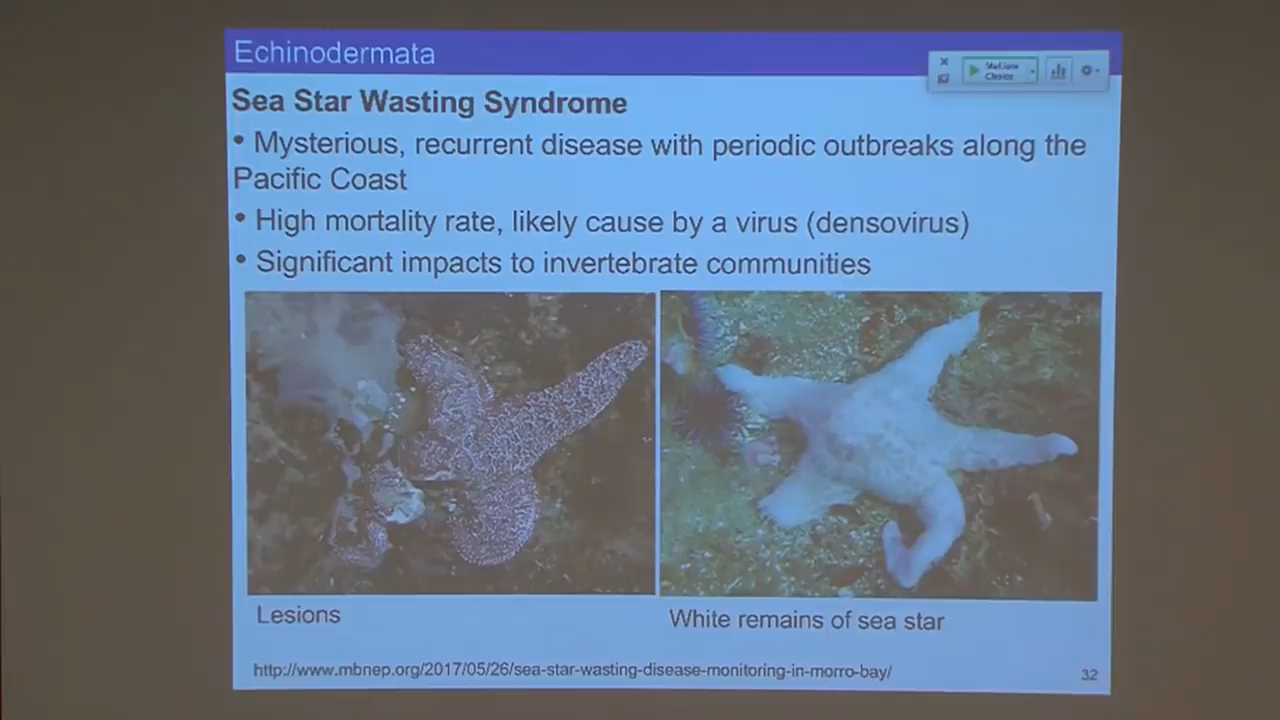 Echinodermata
Multiple
Choice
Sea Star Wasting Syndrome
• Mysterious, recurrent disease with periodic outbreaks along the
Pacific Coast
• High mortality rate, likely cause by a virus (densovirus)
• Significant impacts to invertebrate communities
Lesions
White remains of sea star
http://www.mbnep.org/2017/05/26/sea-star-wasting-disease-monitoring-in-morro-bay/
32